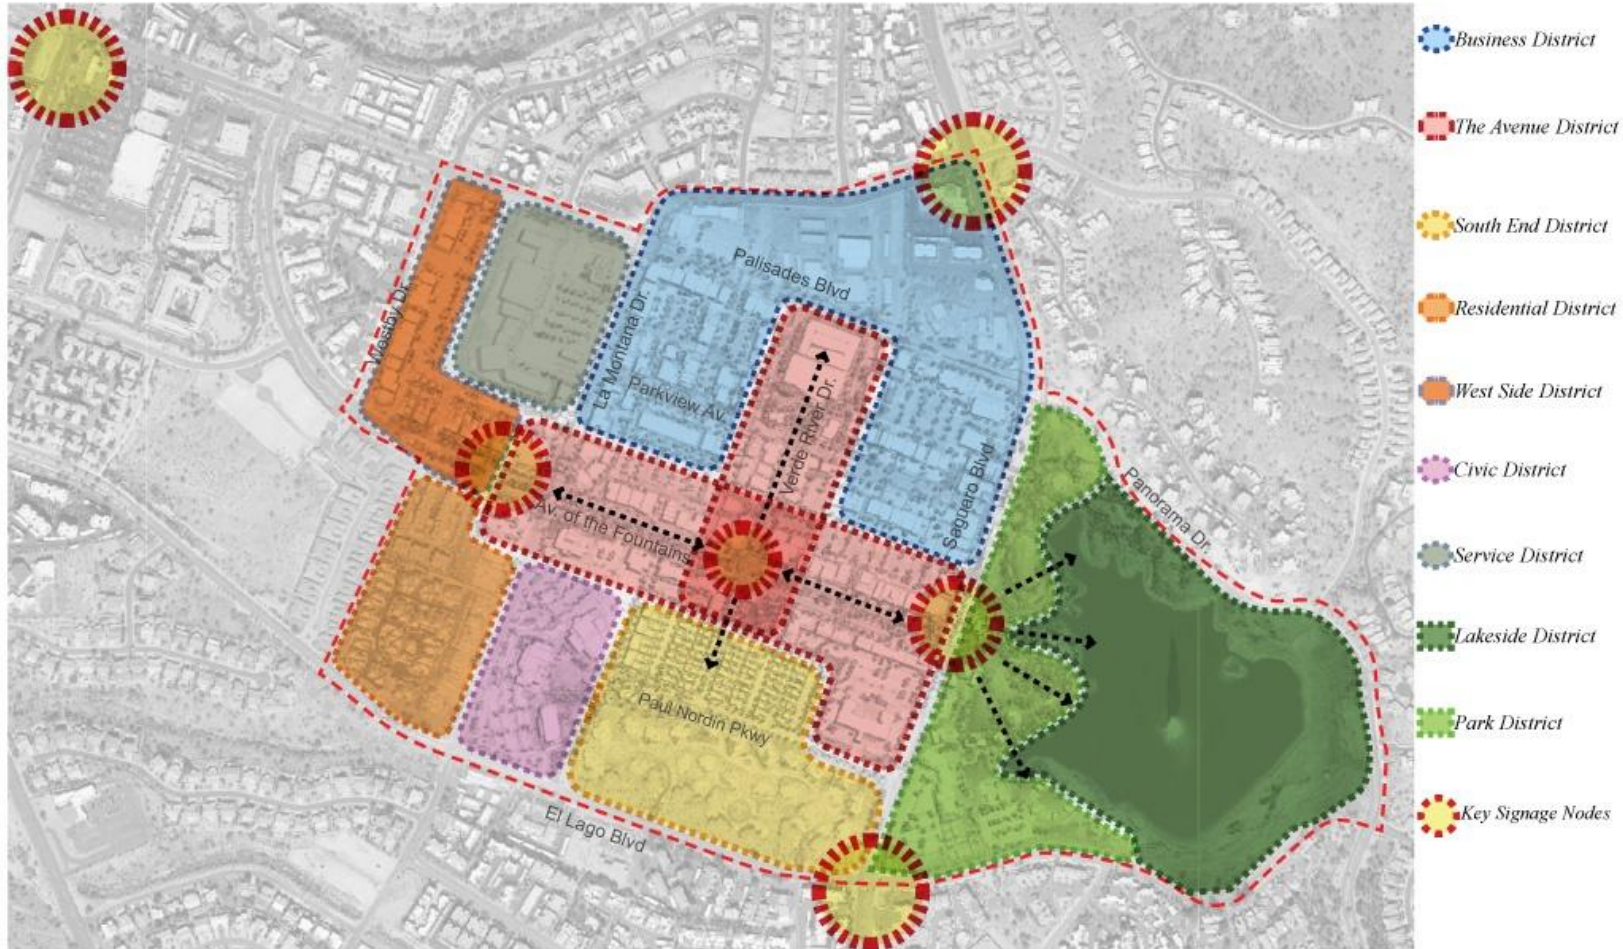 Business District
The Avenue District
South End District
Residential District
West Side District
Civic District
Service District
Lakeside District
Park District
Key Signage Nodes
Palisades Blvd
La Montana Dr.
Westby Dr.
Parkview Av.
Verde River Dr.
Saguaro Blvd
Panorama Dr.
Av. of the Fountains
Paul Nordin Pkwy
El Lago Blvd